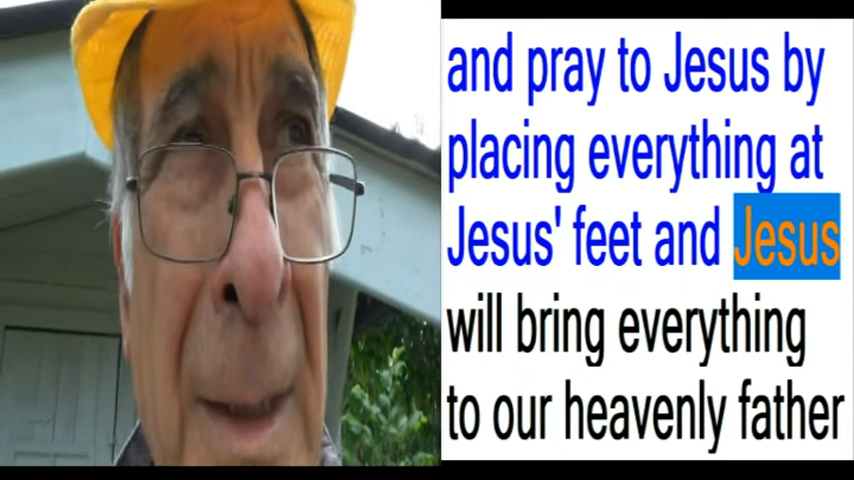 and pray to Jesus by
placing everything at
Jesus' feet and Jesus
will bring everything
to our heavenly father